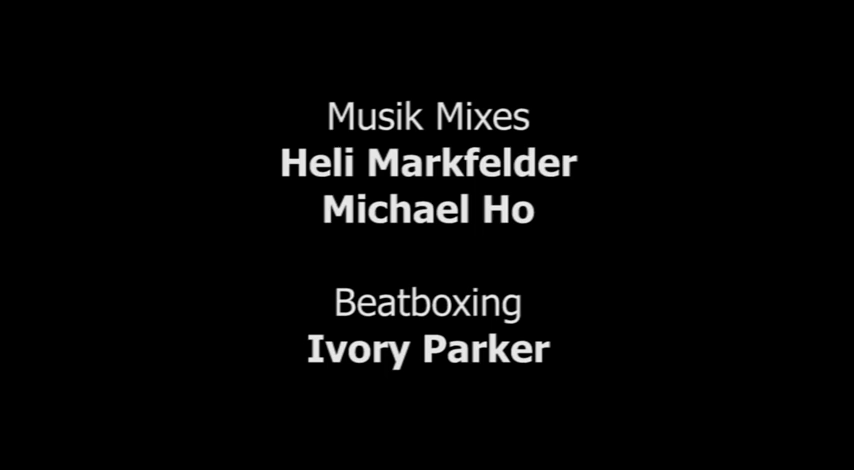 Musik Mixes
Heli Markfelder
Michael Ho
Beatboxing
Ivory Parker